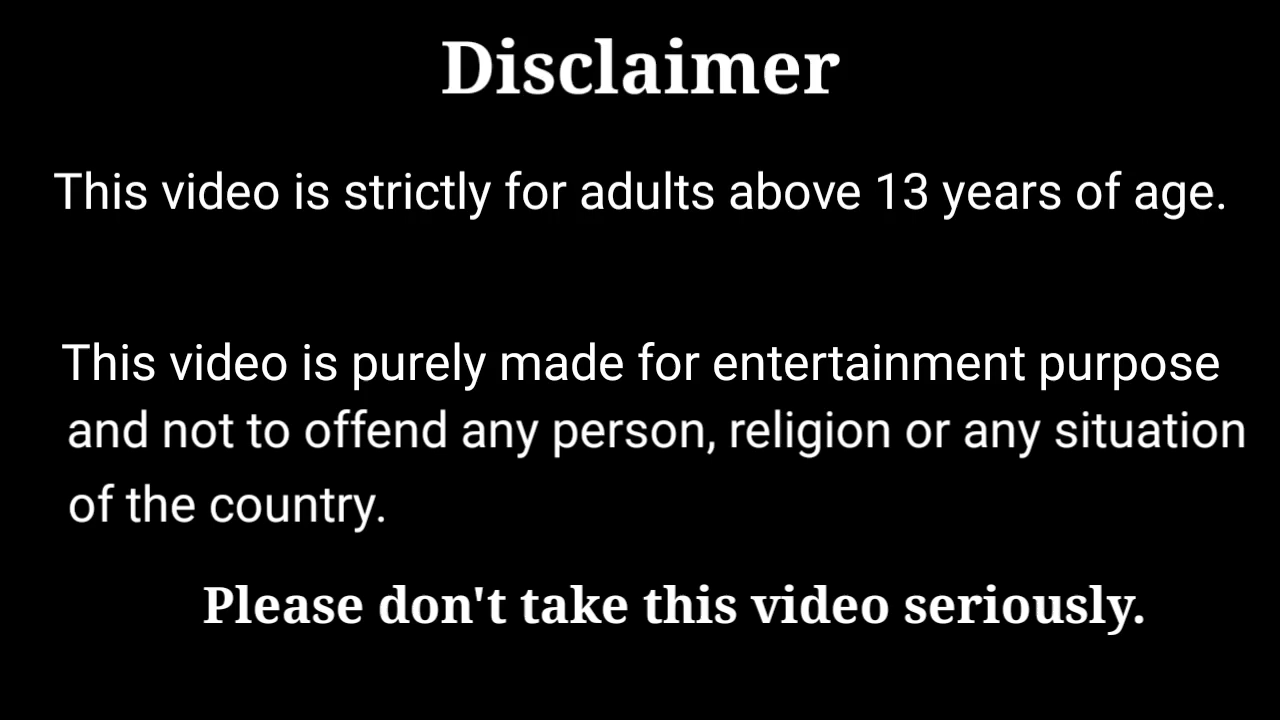 Disclaimer
This video is strictly for adults above 13 years of age.
This video is purely made for entertainment purpose
and not to offend any person, religion or any situation
of the country.
Please don't take this video seriously.